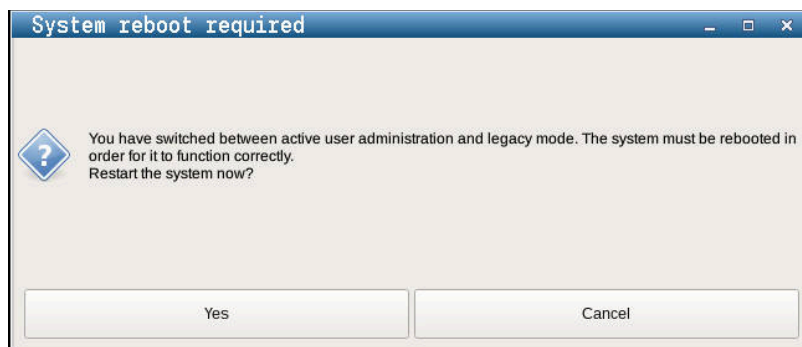 System reboot required
You have switched between active user administration and legacy mode. The system must be rebooted in
order for it to function correctly.
Restart the system now?
Yes
Cancel